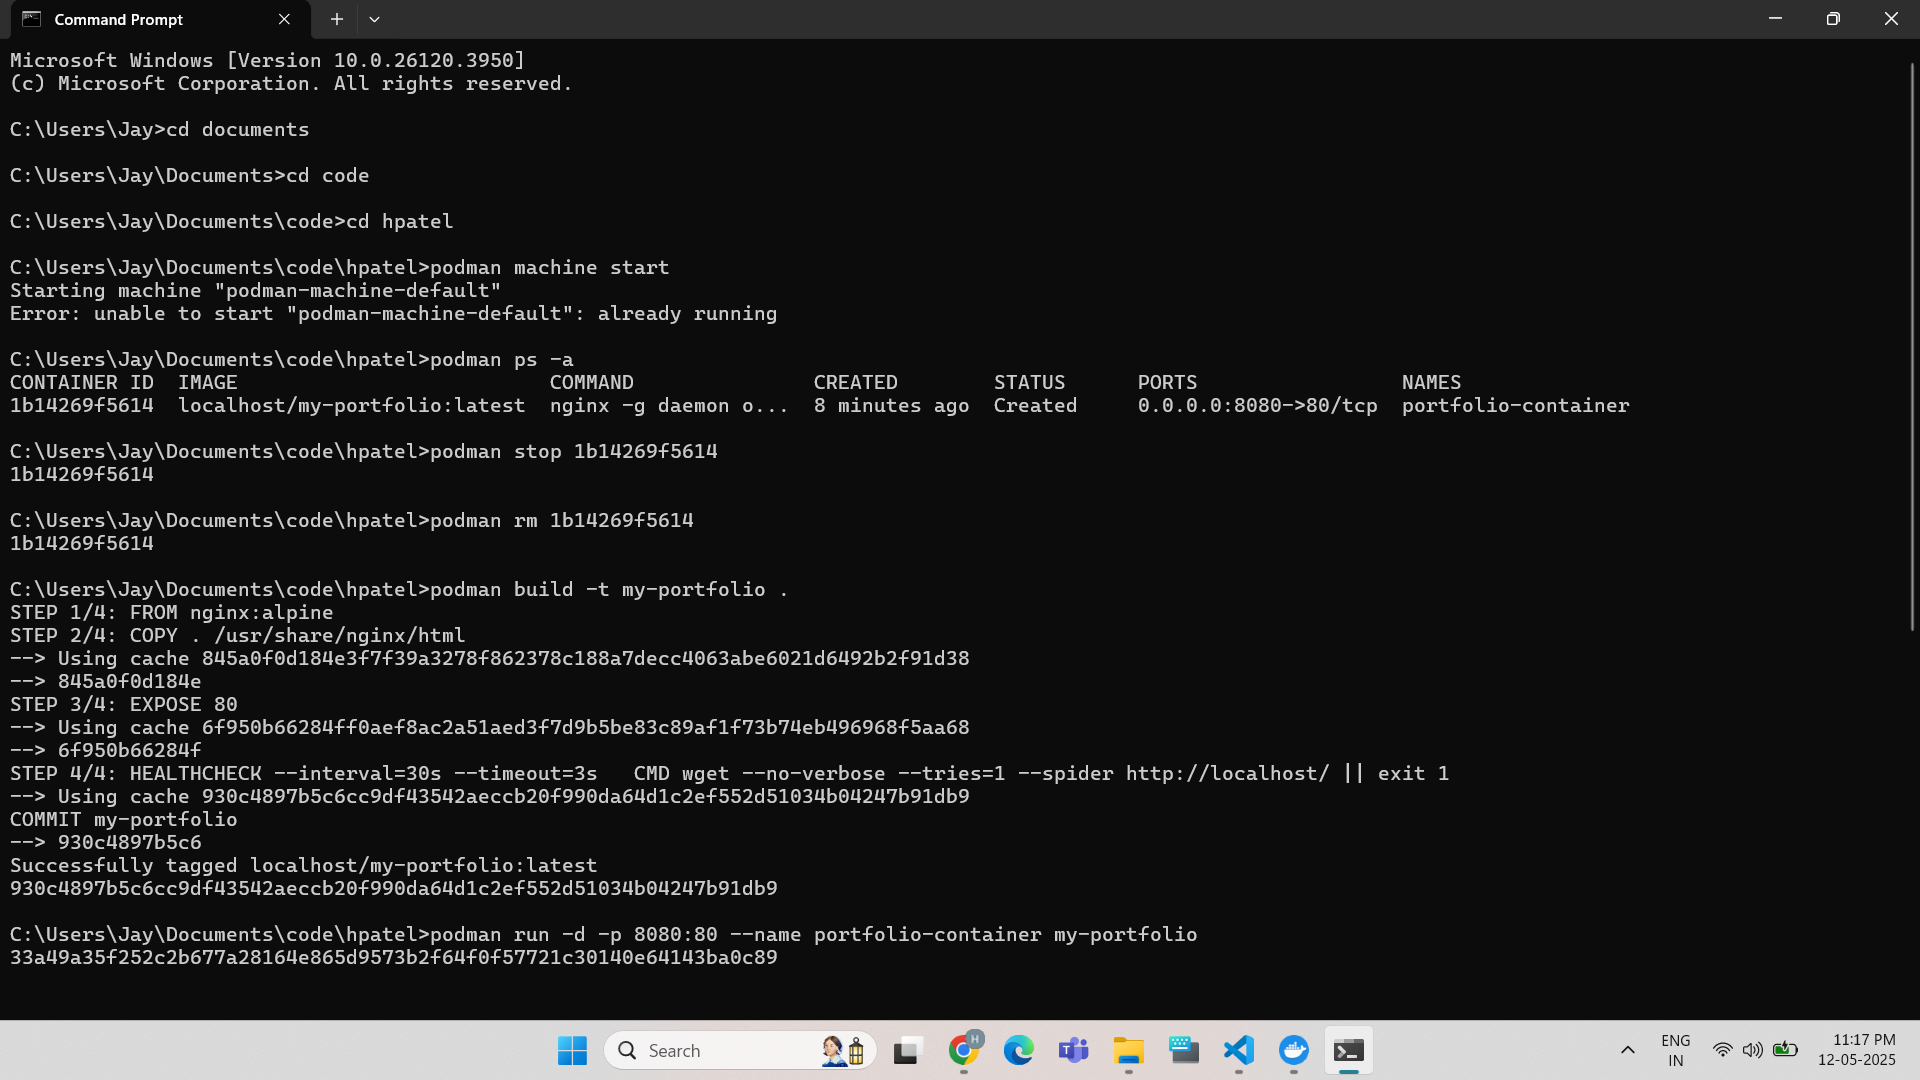 Command Prompt
Microsoft Windows [Version 10.0.26120.3950]
(c) Microsoft Corporation. All rights reserved.
C:\Users\Jay>cd documents
C:\Users\Jay\Documents>cd code
C:\Users\Jay\Documents\code>cd hpatel
C:\Users\Jay\Documents\code\hpatel>podman machine start
Starting machine "podman-machine-default"
Error: unable to start "podman-machine-default": already running
C:\Users\Jay\Documents\code\hpatel>podman ps -a
CONTAINER ID  IMAGE                          COMMAND               CREATED        STATUS      PORTS                 NAMES
1b14269f5614  localhost/my-portfolio:latest  nginx -g daemon o...  8 minutes ago  Created     0.0.0.0:8080->80/tcp  portfolio-container
C:\Users\Jay\Documents\code\hpatel>podman stop 1b14269f5614
1b14269f5614
C:\Users\Jay\Documents\code\hpatel>podman rm 1b14269f5614
1b14269f5614
C:\Users\Jay\Documents\code\hpatel>podman build -t my-portfolio .
STEP 1/4: FROM nginx:alpine
STEP 2/4: COPY . /usr/share/nginx/html
--> Using cache 845a0f0d184e3f7f39a3278f862378c188a7decc4063abe6021d6492b2f91d38
--> 845a0f0d184e
STEP 3/4: EXPOSE 80
--> Using cache 6f950b66284ff0aef8ac2a51aed3f7d9b5be83c89af1f73b74eb496968f5aa68
--> 6f950b66284f
STEP 4/4: HEALTHCHECK --interval=30s --timeout=3s   CMD wget --no-verbose --tries=1 --spider http://localhost/ || exit 1
--> Using cache 930c4897b5c6cc9df43542aeccb20f990da64d1c2ef552d51034b04247b91db9
COMMIT my-portfolio
--> 930c4897b5c6
Successfully tagged localhost/my-portfolio:latest
930c4897b5c6cc9df43542aeccb20f990da64d1c2ef552d51034b04247b91db9
C:\Users\Jay\Documents\code\hpatel>podman run -d -p 8080:80 --name portfolio-container my-portfolio
33a49a35f252c2b677a28164e865d9573b2f64f0f57721c30140e64143ba0c89
Search
H
T
ENG
IN
11:17 PM
12-05-2025